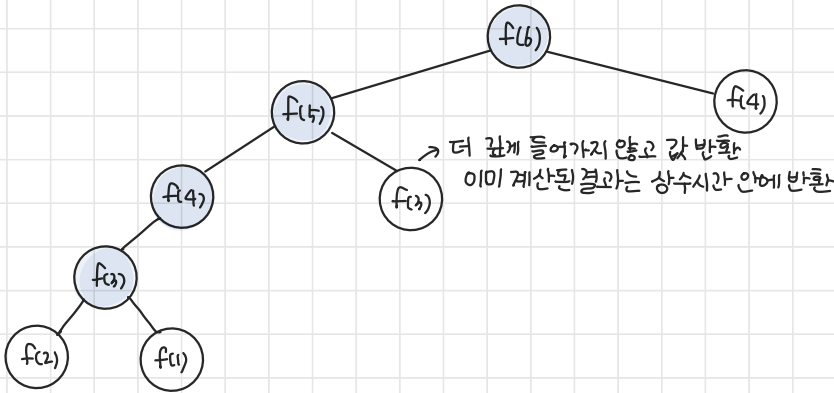 f(6)
f(5)
f(4)
더 깊게 들어가지 않고 값 반환
이미 계산된 결과는 상수시간 안에 반환
f(4)
f(3)
f(3)
f(2)
f(1)